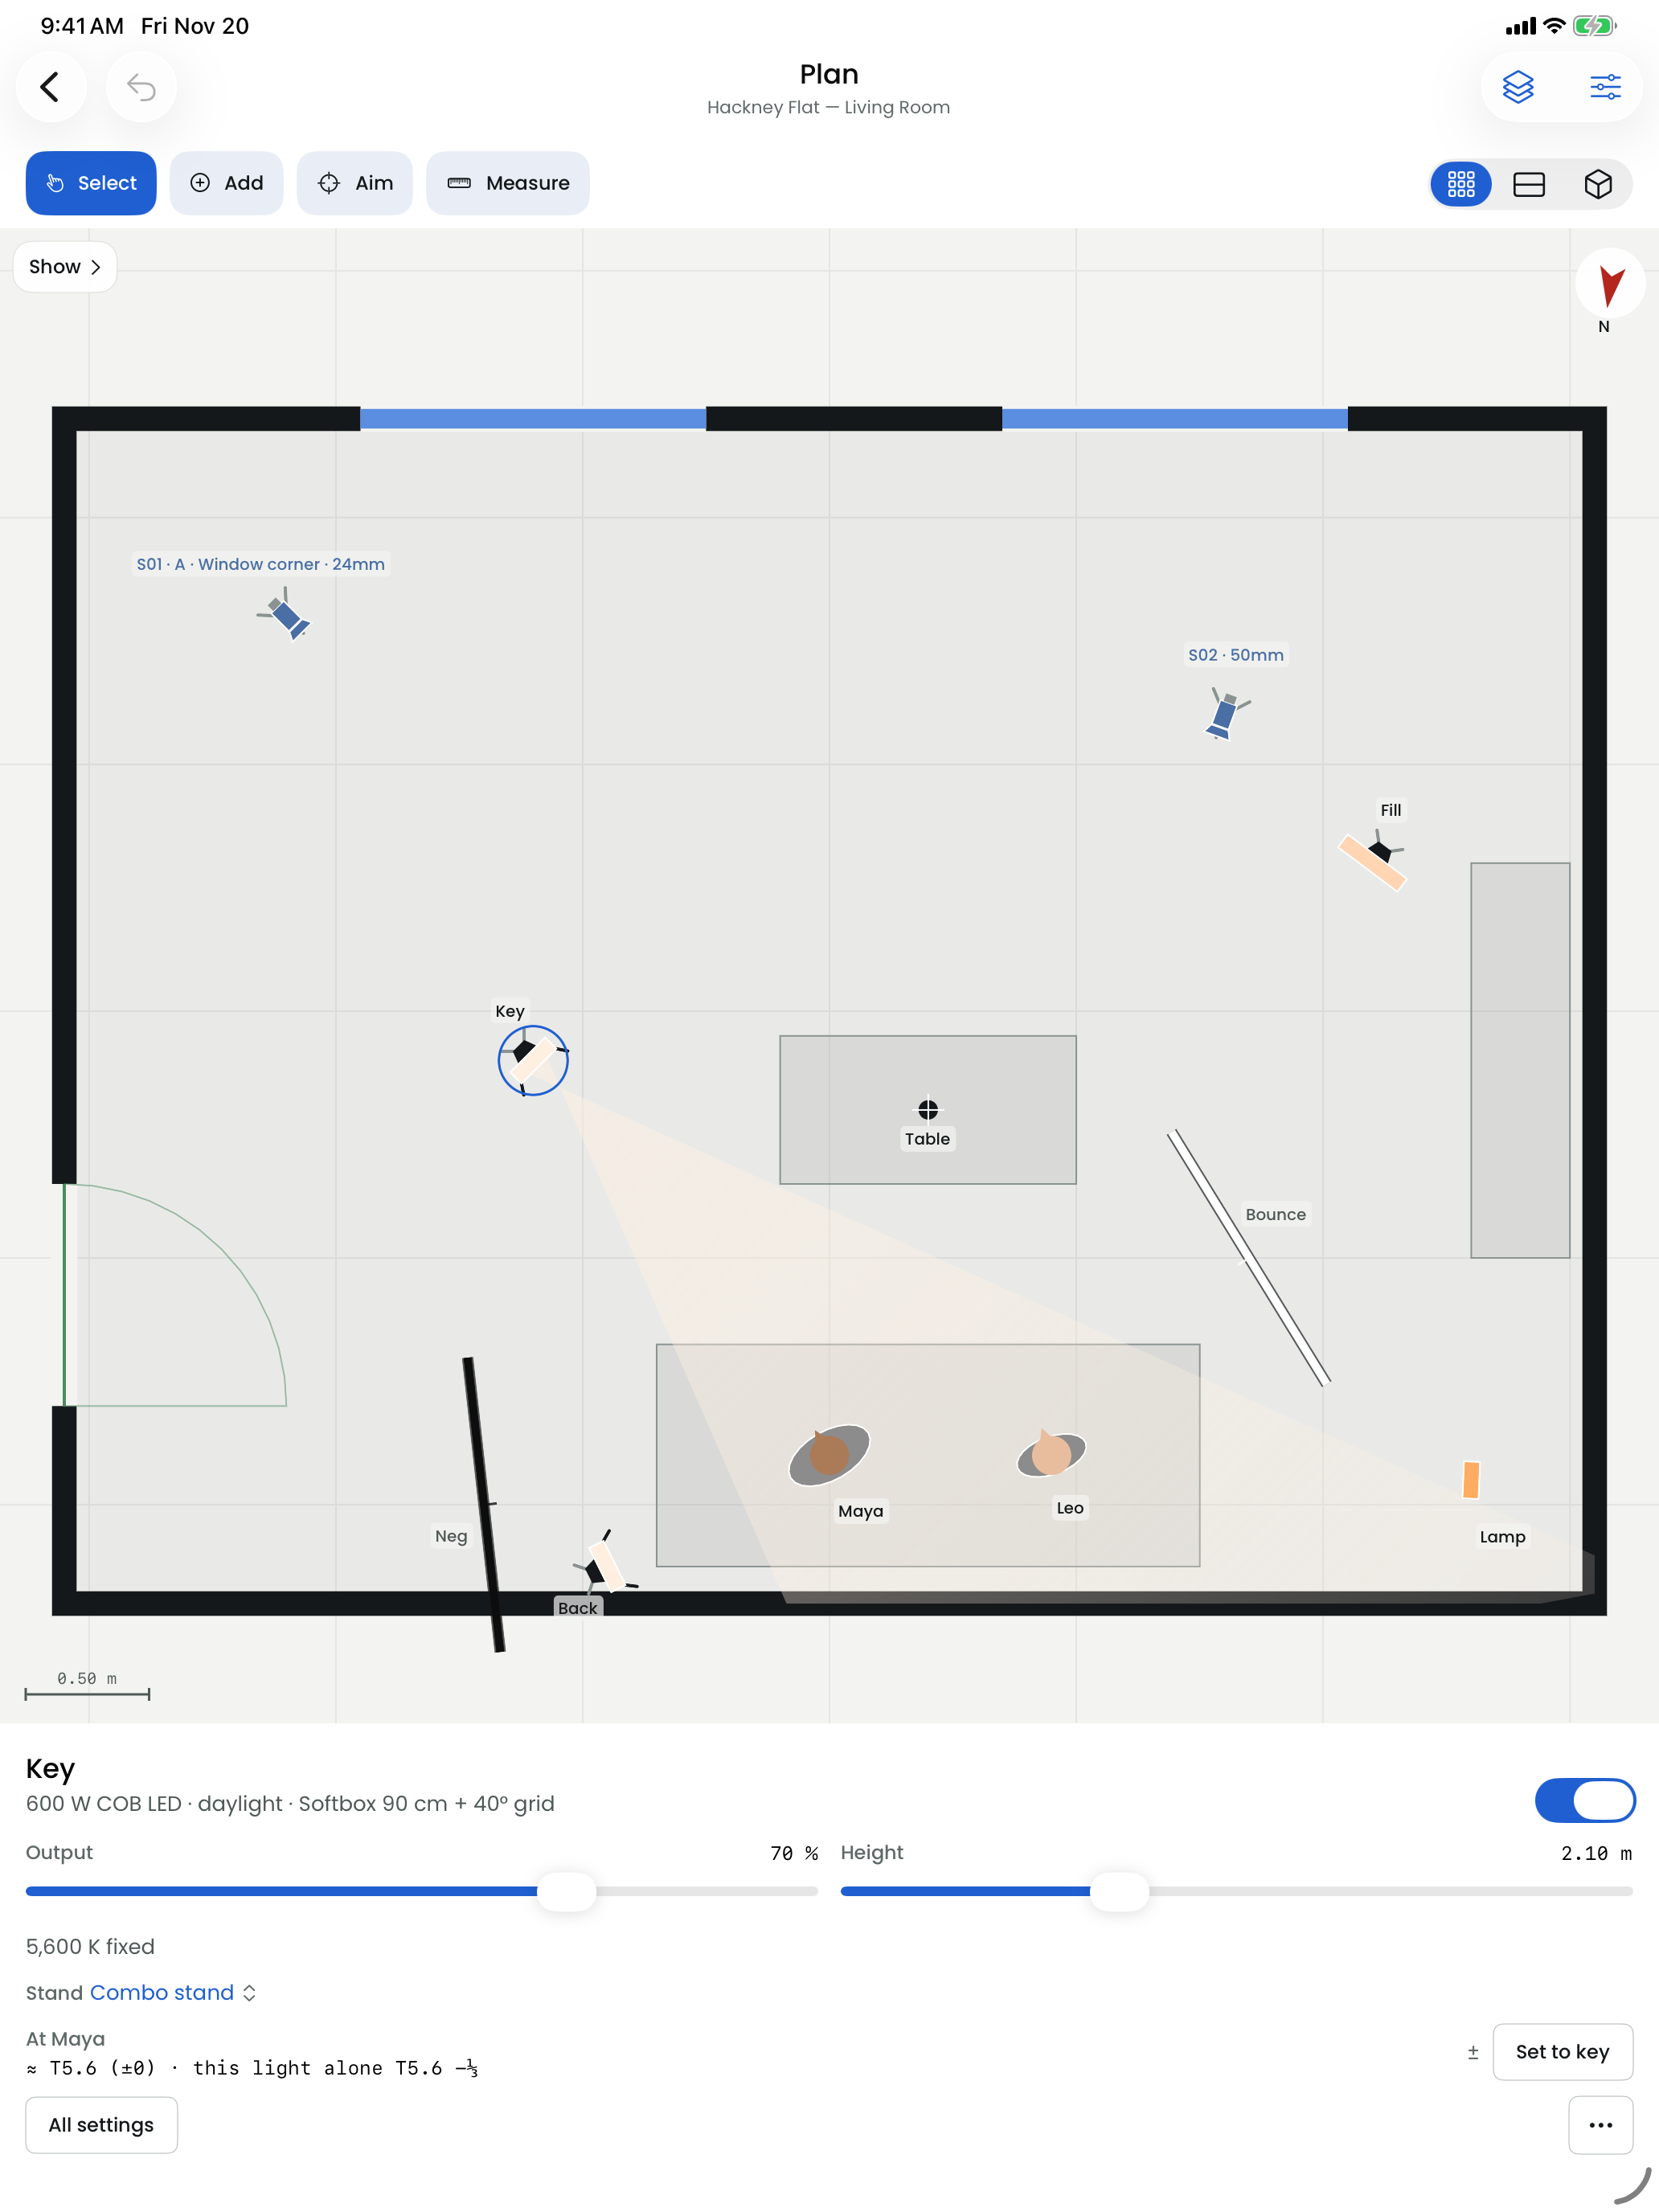 9:41 AM Fri Nov 20
Plan
Hackney Flat — Living Room
Select
Add
Aim
Measure
Show
N
S01 · A · Window corner · 24mm
S02 · 50mm
Fill
Key
Table
Bounce
Maya
Leo
Neg
Lamp
Back
0.50 m
Key
600 W COB LED · daylight · Softbox 90 cm + 40° grid
Output 70 % Height 2.10 m
5,600 K fixed
Stand Combo stand
At Maya
≈ T5.6 (±0) · this light alone T5.6 −⅓
± Set to key
All settings